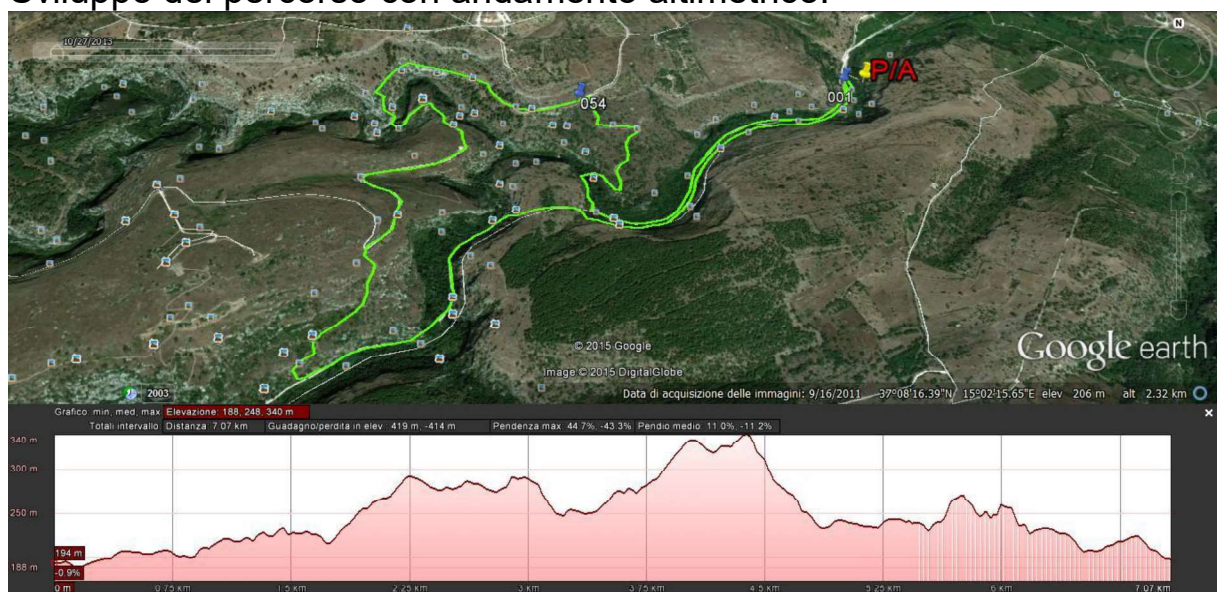 Sviluppo del percorso con andamento altimetrico.
10/27/2013
N
P/A
001
054
© 2015 Google
Image © 2015 DigitalGlobe
Google earth
2003
Data di acquisizione delle immagini: 9/16/2011 37°08'16.39"N 15°02'15.65"E elev 206 m alt 2.32 km
Grafico: min, med, max Elevazione: 188, 248, 340 m
Totali intervallo: Distanza: 7.07 km Guadagno/perdita in elev.: 419 m, -414 m Pendenza max: 44.7%, -43.3% Pendio medio: 11.0%, -11.2%
340 m
300 m
250 m
194 m
188 m
-0.9%
0 m 0.75 km 1.5 km 2.25 km 3 km 3.75 km 4.5 km 5.25 km 6 km 7.07 km